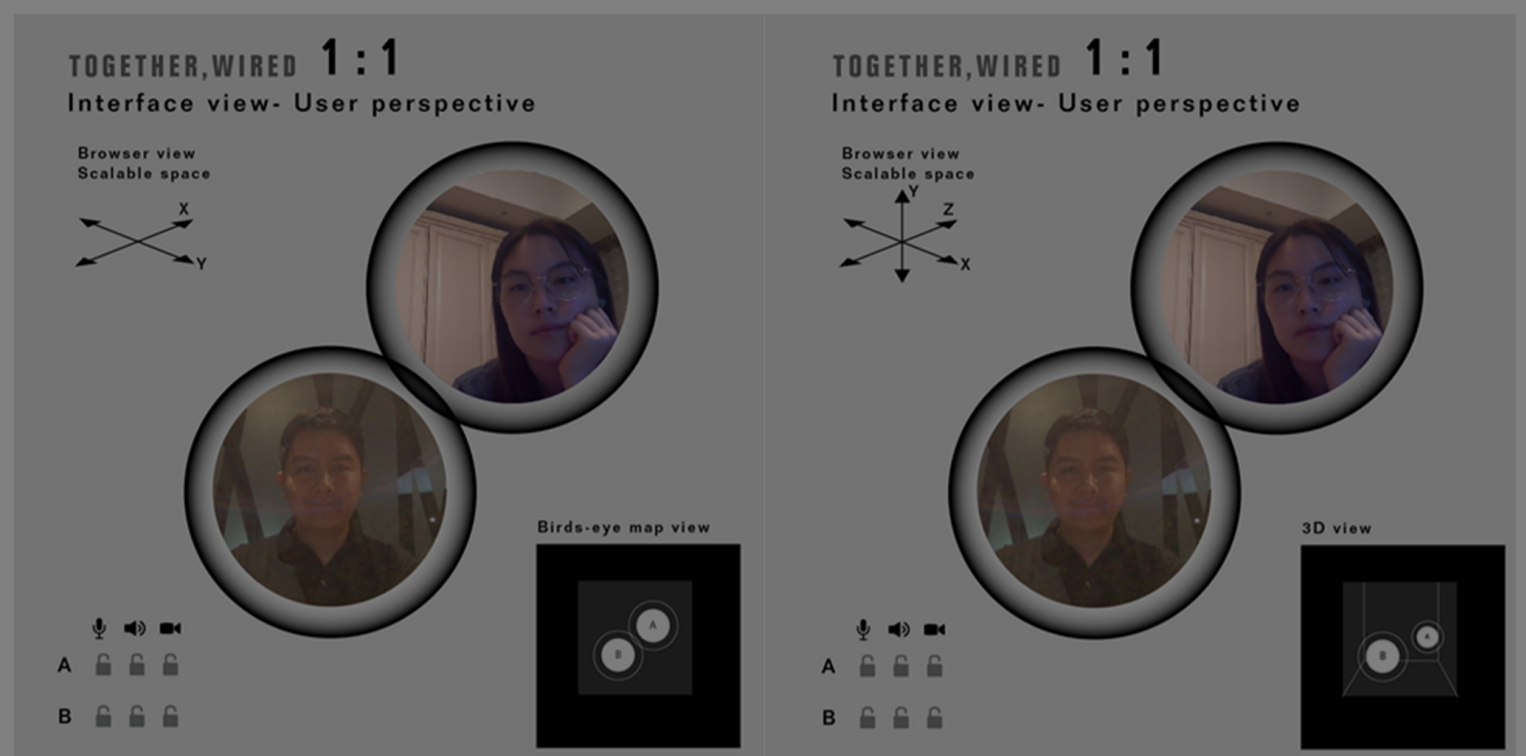 TOGETHER,WIRED 1:1
Interface view- User perspective
Browser view
Scalable space
X
Y
Birds-eye map view
A
B
A
B
TOGETHER,WIRED 1:1
Interface view- User perspective
Browser view
Scalable space
Y
Z
X
3D view
A
B
A
B